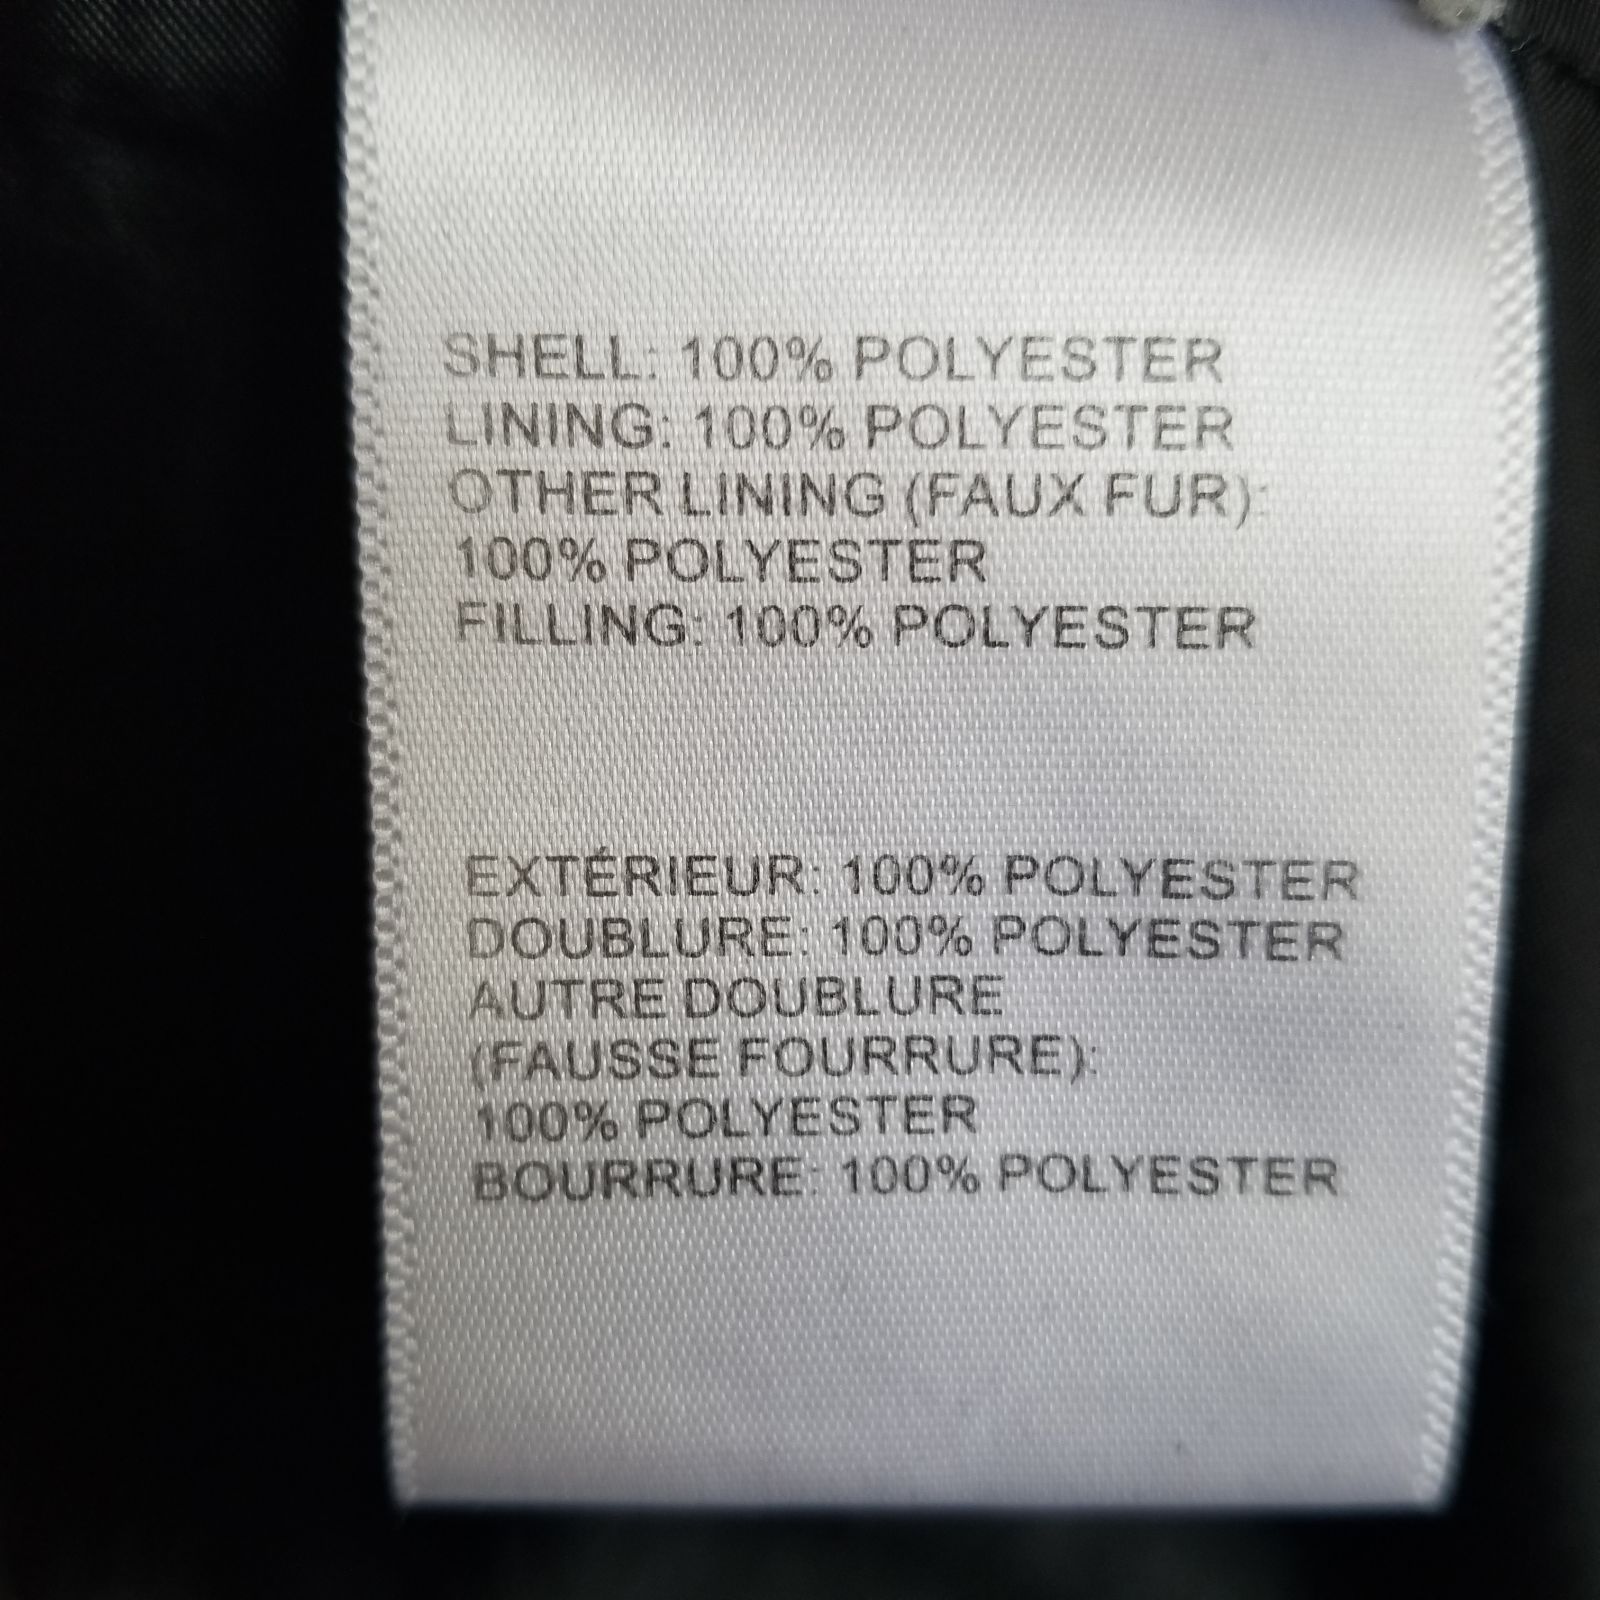 SHELL: 100% POLYESTER
LINING: 100% POLYESTER
OTHER LINING (FAUX FUR):
100% POLYESTER
FILLING: 100% POLYESTER
EXTÉRIEUR: 100% POLYESTER
DOUBLURE: 100% POLYESTER
AUTRE DOUBLURE
(FAUSSE FOURRURE):
100% POLYESTER
BOURRURE: 100% POLYESTER